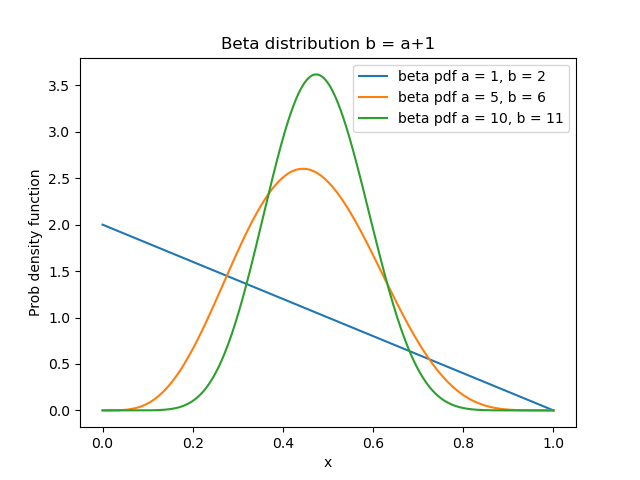 Beta distribution b = a+1
beta pdf a = 1, b = 2
beta pdf a = 5, b = 6
beta pdf a = 10, b = 11
Prob density function
3.5
3.0
2.5
2.0
1.5
1.0
0.5
0.0
0.0 0.2 0.4 0.6 0.8 1.0
x